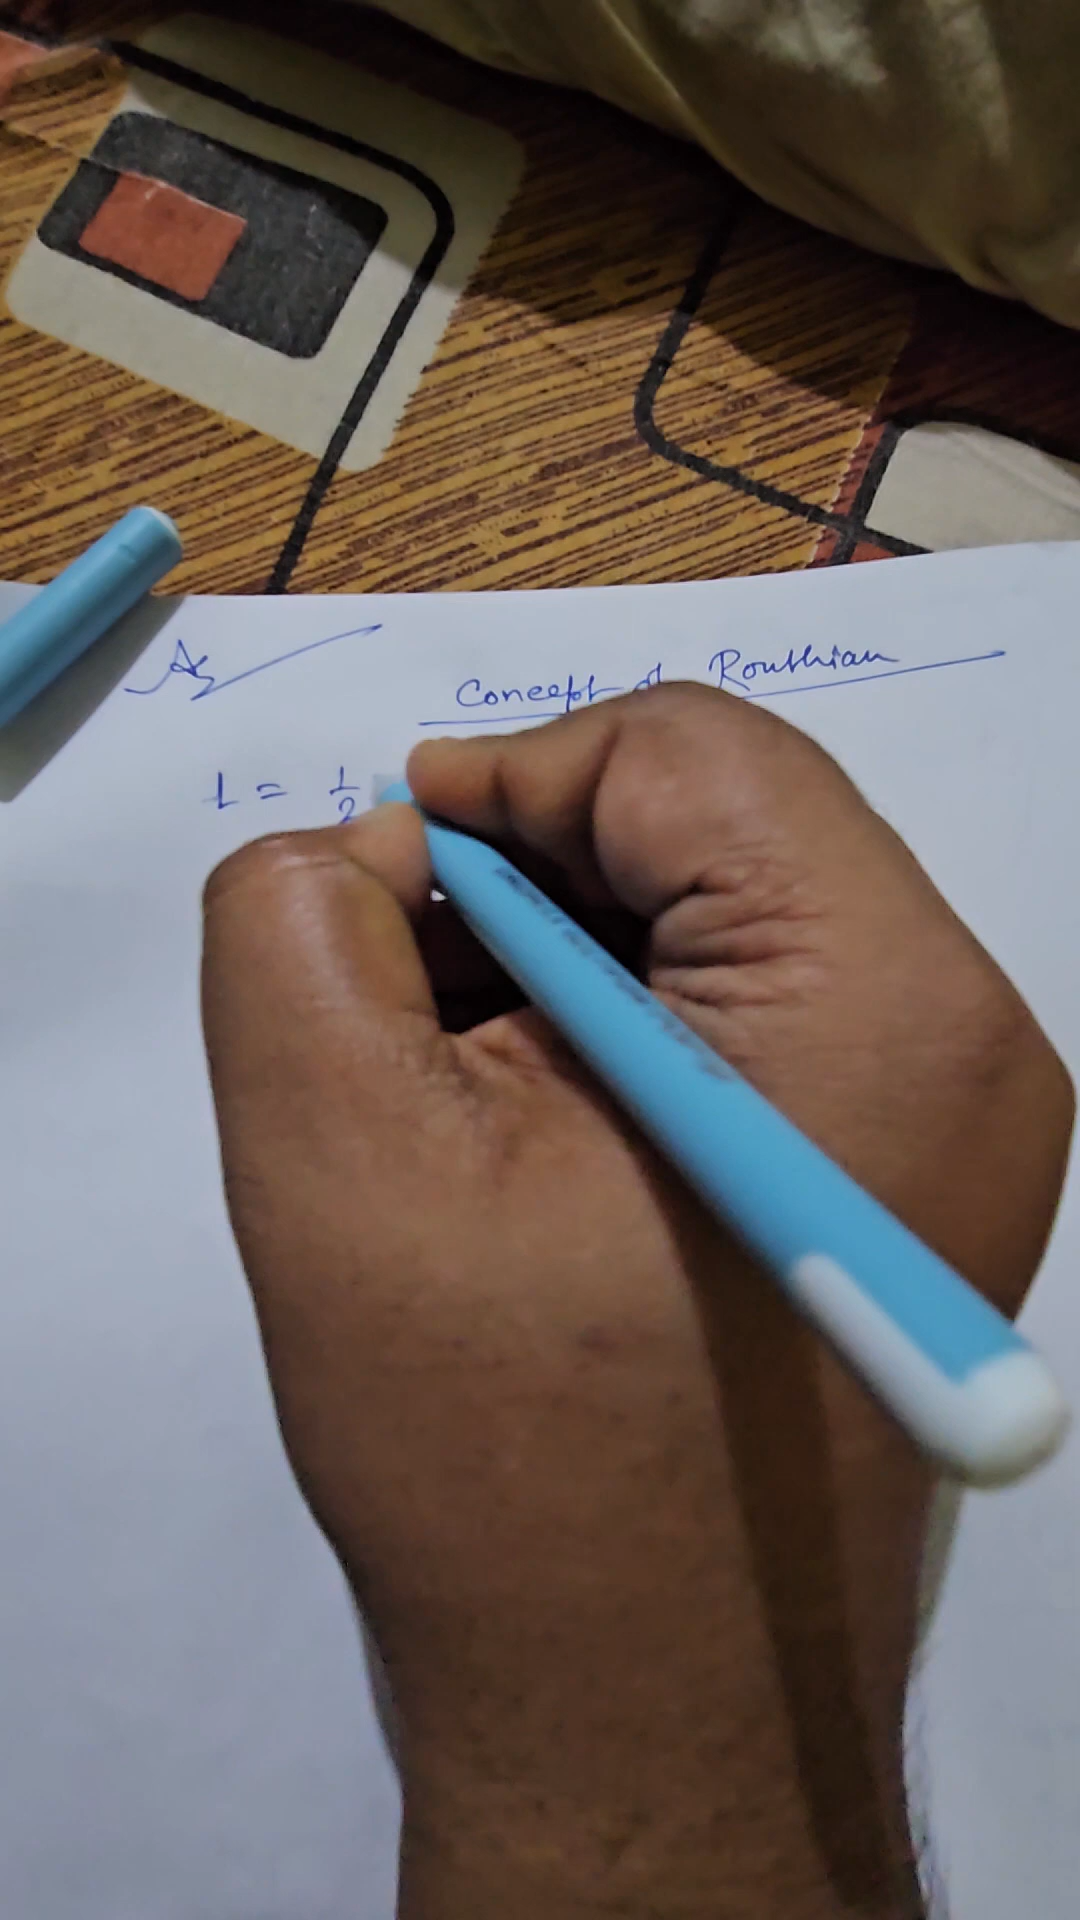 Concept of Routhian
L = 1/2